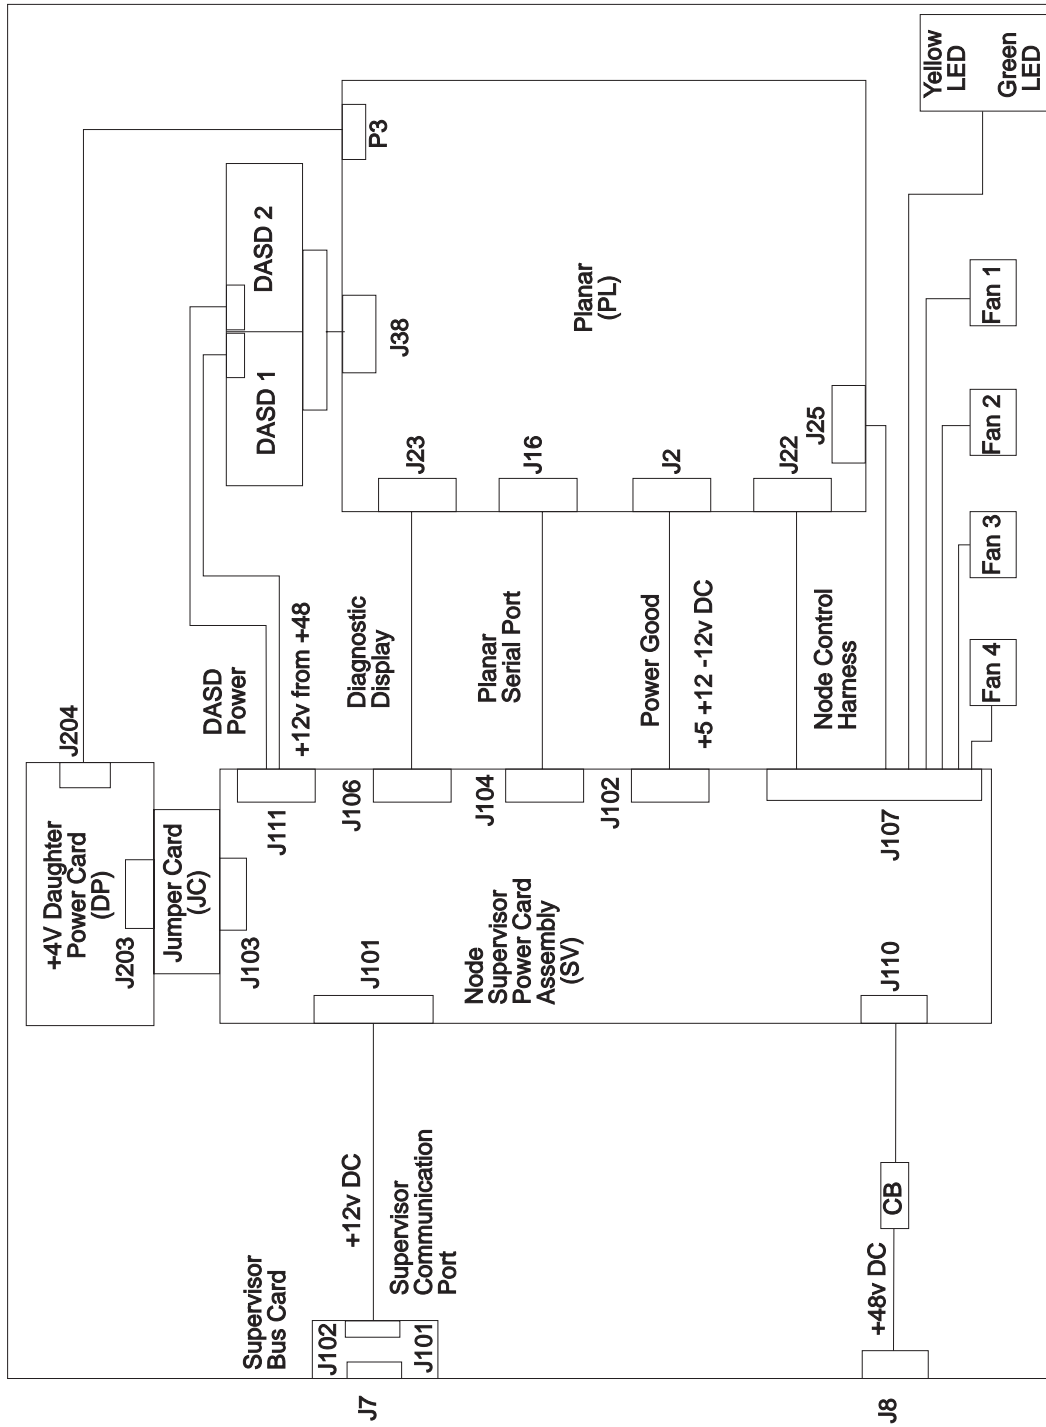 Supervisor
Bus Card
J102
J101
J7
+12v DC
Supervisor
Communication
Port
J8
+48v DC
CB
+4V Daughter
Power Card
(DP)
J203
J204
Jumper Card
(JC)
J103
J101
Node
Supervisor
Power Card
Assembly
(SV)
J110
J111
J106
J104
J102
J107
DASD
Power
+12v from +48
Diagnostic
Display
Planar
Serial Port
Power Good
+5 +12 -12v DC
Node Control
Harness
DASD 1
DASD 2
P3
J38
J23
J16
J2
J22
J25
Planar
(PL)
Fan 4
Fan 3
Fan 2
Fan 1
Yellow
LED
Green
LED